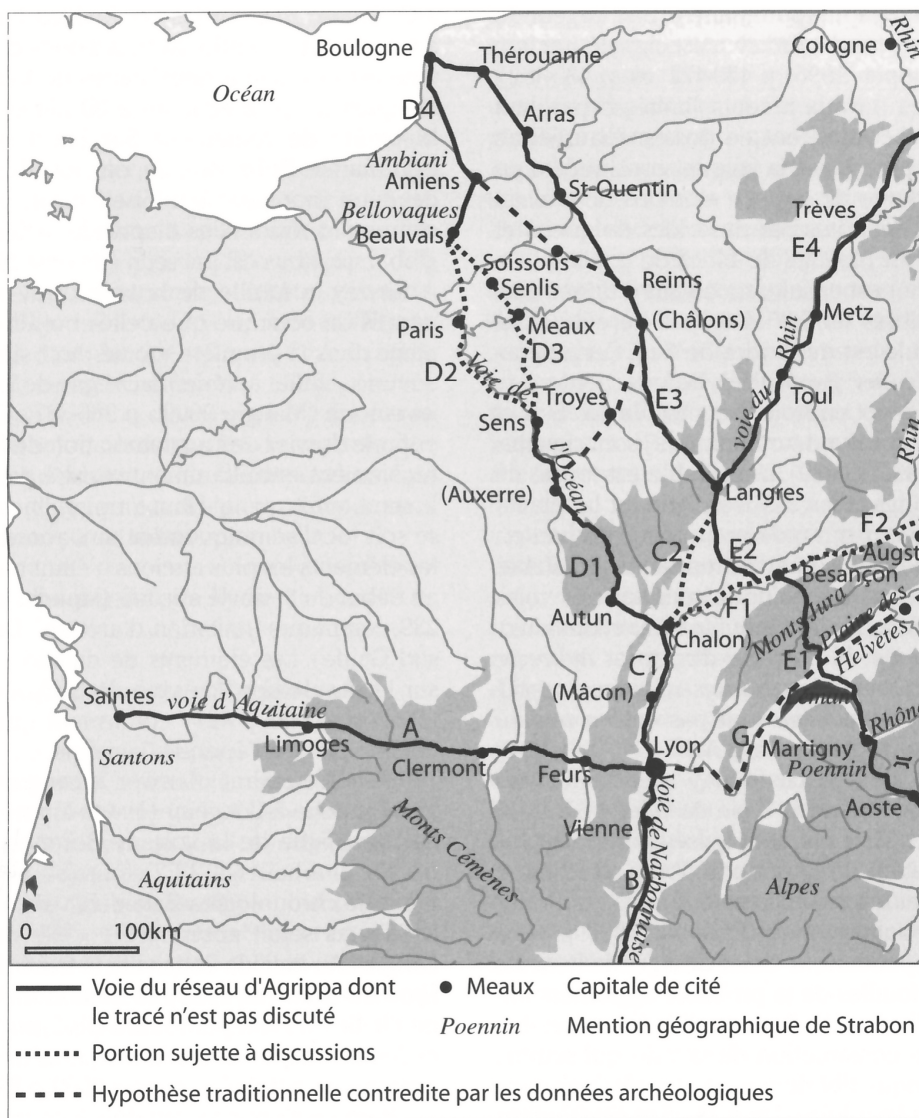 Boulogne
Thérouanne
Cologne
Rhin
Océan
D4
Arras
Ambiani
Amiens
St-Quentin
Trèves
Bellovaques
Beauvais
E4
Soissons
Senlis
Reims
Metz
Paris
Meaux
(Châlons)
D2
D3
voie du Rhin
Voie de
l'Océan
Troyes
E3
Toul
Sens
Rhin
(Auxerre)
Langres
F2
C2
E2
Augst
D1
Besançon
F1
Autun
(Chalon)
Monts Jura
Plaine des
Helvètes
E1
C1
(Mâcon)
Léman
Saintes
voie d'Aquitaine
Rhône
Limoges
A
Lyon
G
Martigny
Santons
Clermont
Feurs
Poennin
It
Aoste
Vienne
Voie de Narbonnaise
Monts Cémènes
B
Aquitains
Alpes
0 100km
Voie du réseau d'Agrippa dont
le tracé n'est pas discuté
Meaux Capitale de cité
Poennin Mention géographique de Strabon
Portion sujette à discussions
Hypothèse traditionnelle contredite par les données archéologiques